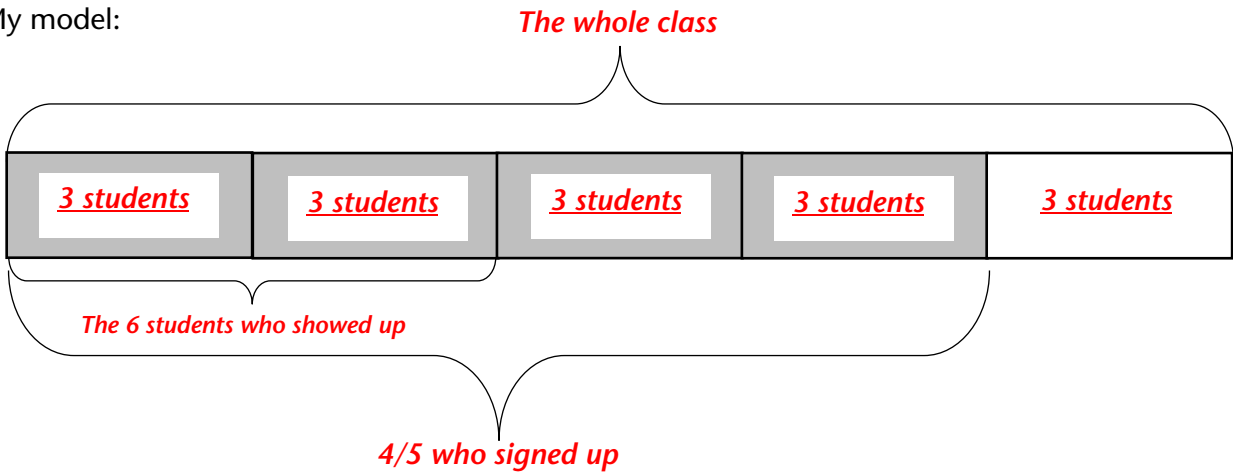 My model:
The whole class
3 students 3 students 3 students 3 students 3 students
The 6 students who showed up
4/5 who signed up